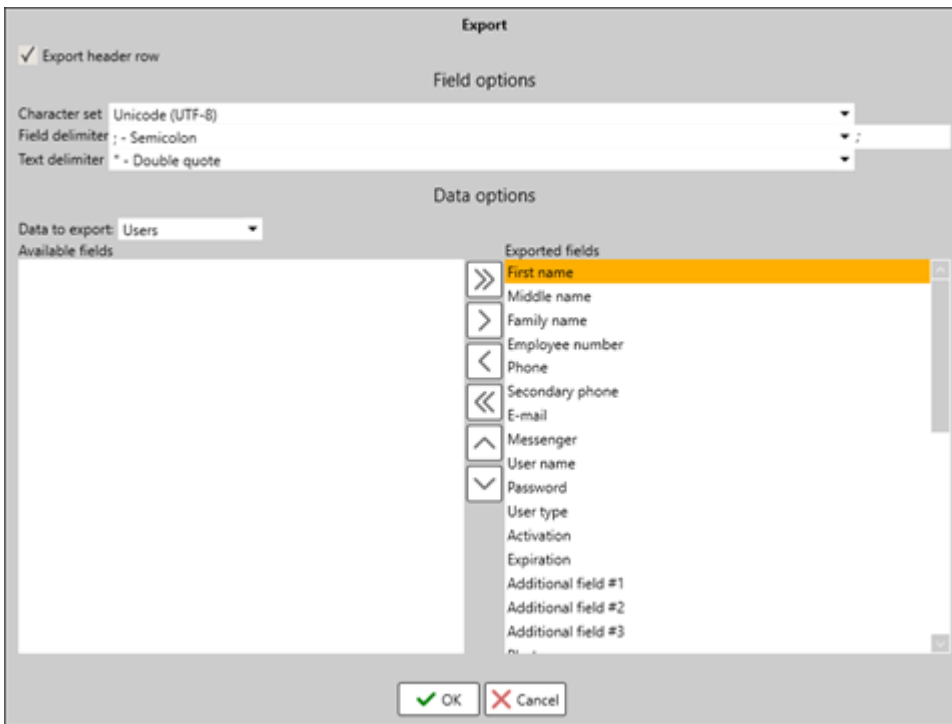 Export
Export header row
Field options
Character set Unicode (UTF-8)
Field delimiter ; - Semicolon ;
Text delimiter " - Double quote
Data options
Data to export: Users
Available fields
Exported fields
First name
Middle name
Family name
Employee number
Phone
Secondary phone
E-mail
Messenger
User name
Password
User type
Activation
Expiration
Additional field #1
Additional field #2
Additional field #3
OK
Cancel